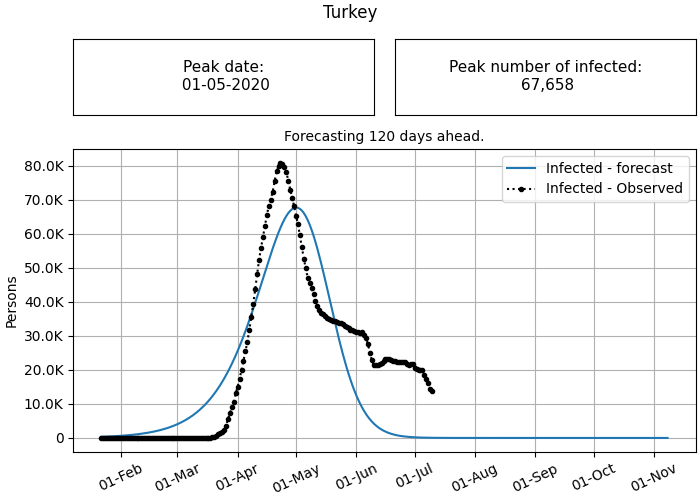 Turkey
Peak date:
01-05-2020
Peak number of infected:
67,658
Forecasting 120 days ahead.
Infected - forecast
Infected - Observed
Persons
80.0K
70.0K
60.0K
50.0K
40.0K
30.0K
20.0K
10.0K
0
01-Feb
01-Mar
01-Apr
01-May
01-Jun
01-Jul
01-Aug
01-Sep
01-Oct
01-Nov